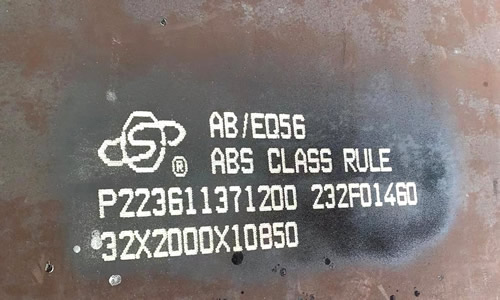 AB/EQ56
® ABS CLASS RULE
P223611371200 232F01460
32X2000X10850